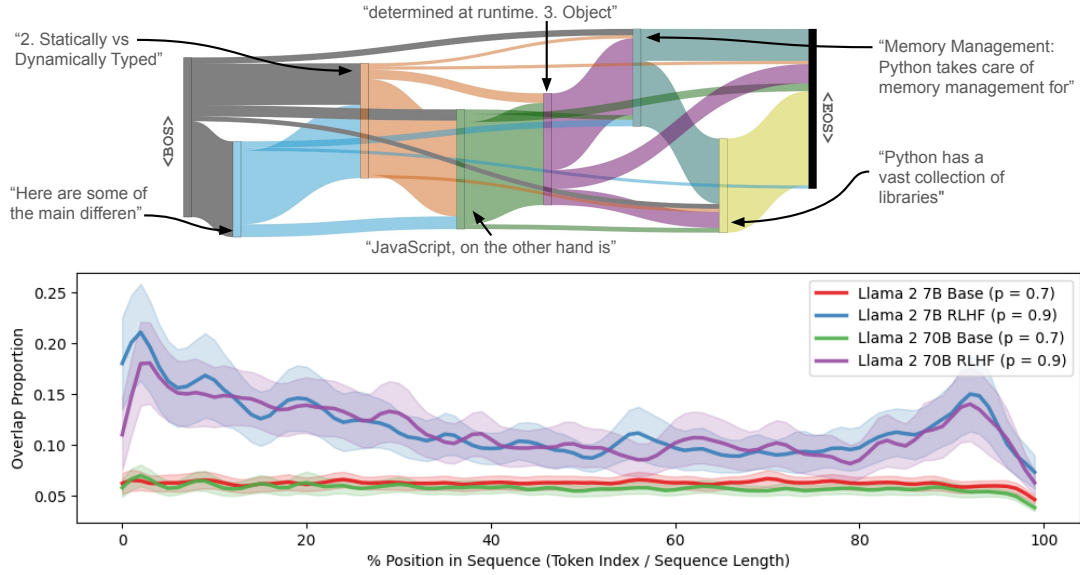 “determined at runtime. 3. Object”
“2. Statically vs
Dynamically Typed”
“Memory Management:
Python takes care of
memory management for”
<BOS>
<EOS>
“Here are some of
the main differen”
“Python has a
vast collection of
libraries"
“JavaScript, on the other hand is”
Overlap Proportion
0.25
0.20
0.15
0.10
0.05
Llama 2 7B Base (p = 0.7)
Llama 2 7B RLHF (p = 0.9)
Llama 2 70B Base (p = 0.7)
Llama 2 70B RLHF (p = 0.9)
0 20 40 60 80 100
% Position in Sequence (Token Index / Sequence Length)